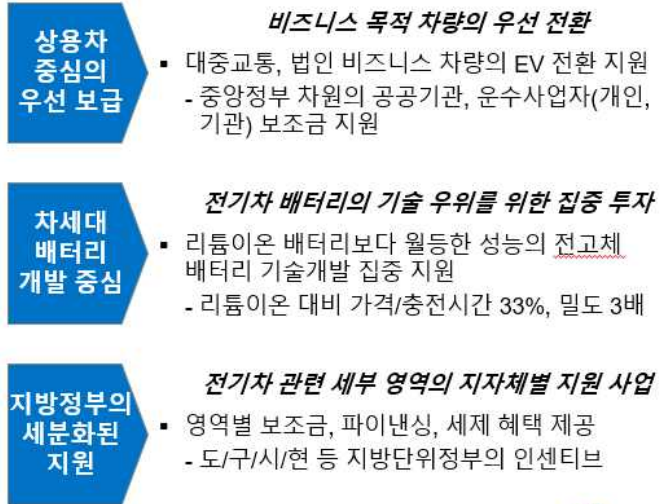 상용차
중심의
우선 보급
비즈니스 목적 차량의 우선 전환
▪ 대중교통, 법인 비즈니스 차량의 EV 전환 지원
- 중앙정부 차원의 공공기관, 운수사업자(개인,
기관) 보조금 지원
차세대
배터리
개발 중심
전기차 배터리의 기술 우위를 위한 집중 투자
▪ 리튬이온 배터리보다 월등한 성능의 전고체
배터리 기술개발 집중 지원
- 리튬이온 대비 가격/충전시간 33%, 밀도 3배
지방정부의
세분화된
지원
전기차 관련 세부 영역의 지자체별 지원 사업
▪ 영역별 보조금, 파이낸싱, 세제 혜택 제공
- 도/구/시/현 등 지방단위정부의 인센티브